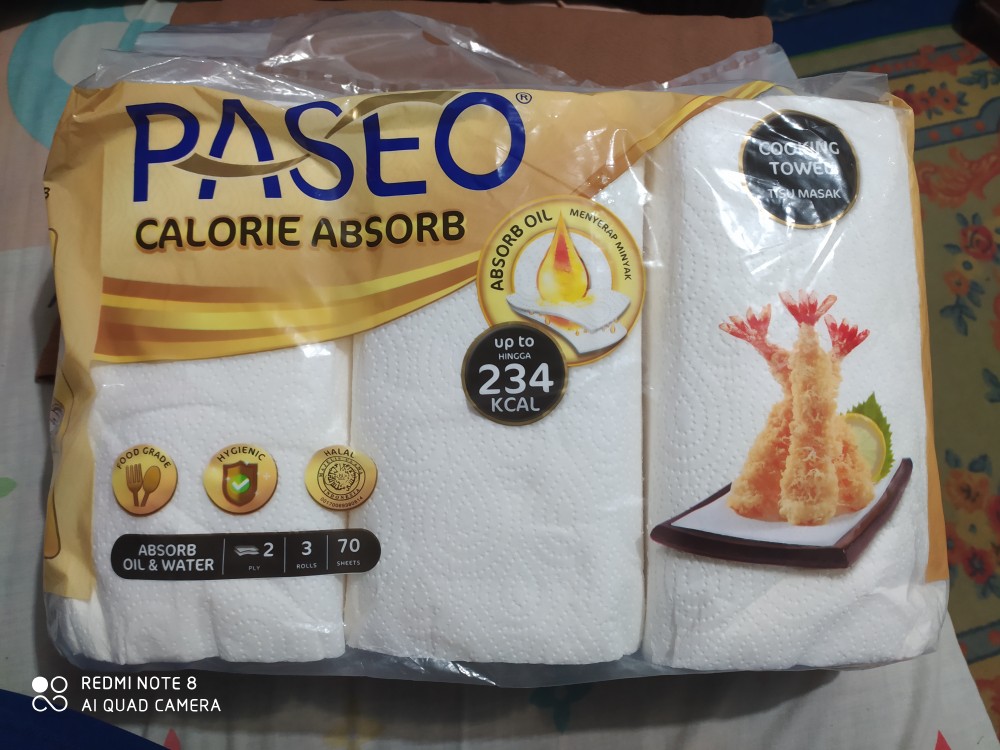 PASEO®
CALORIE ABSORB
COOKING
TOWEL
TISU MASAK
ABSORB OIL
MENYERAP MINYAK
up to
HINGGA
234
KCAL
FOOD GRADE
HYGIENIC
HALAL
INDONESIA
ABSORB
OIL & WATER
2
PLY
3
ROLLS
70
SHEETS
REDMI NOTE 8
AI QUAD CAMERA